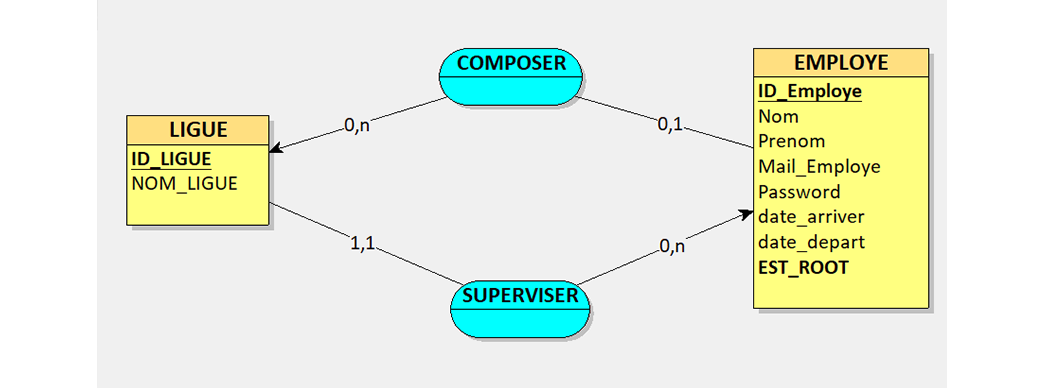 COMPOSER
0,n
0,1
LIGUE
ID_LIGUE
NOM_LIGUE
1,1
0,n
SUPERVISER
EMPLOYE
ID_Employe
Nom
Prenom
Mail_Employe
Password
date_arriver
date_depart
EST_ROOT